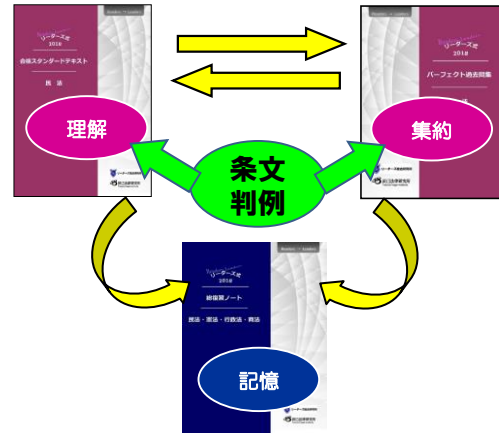 リーダーズ式
2018
合格スタンダードテキスト
民 法
理解
リーダーズ式
2018
パーフェクト過去問集
集約
条文
判例
リーダーズ式
2018
総復習ノート
民法・憲法・行政法・商法
記憶